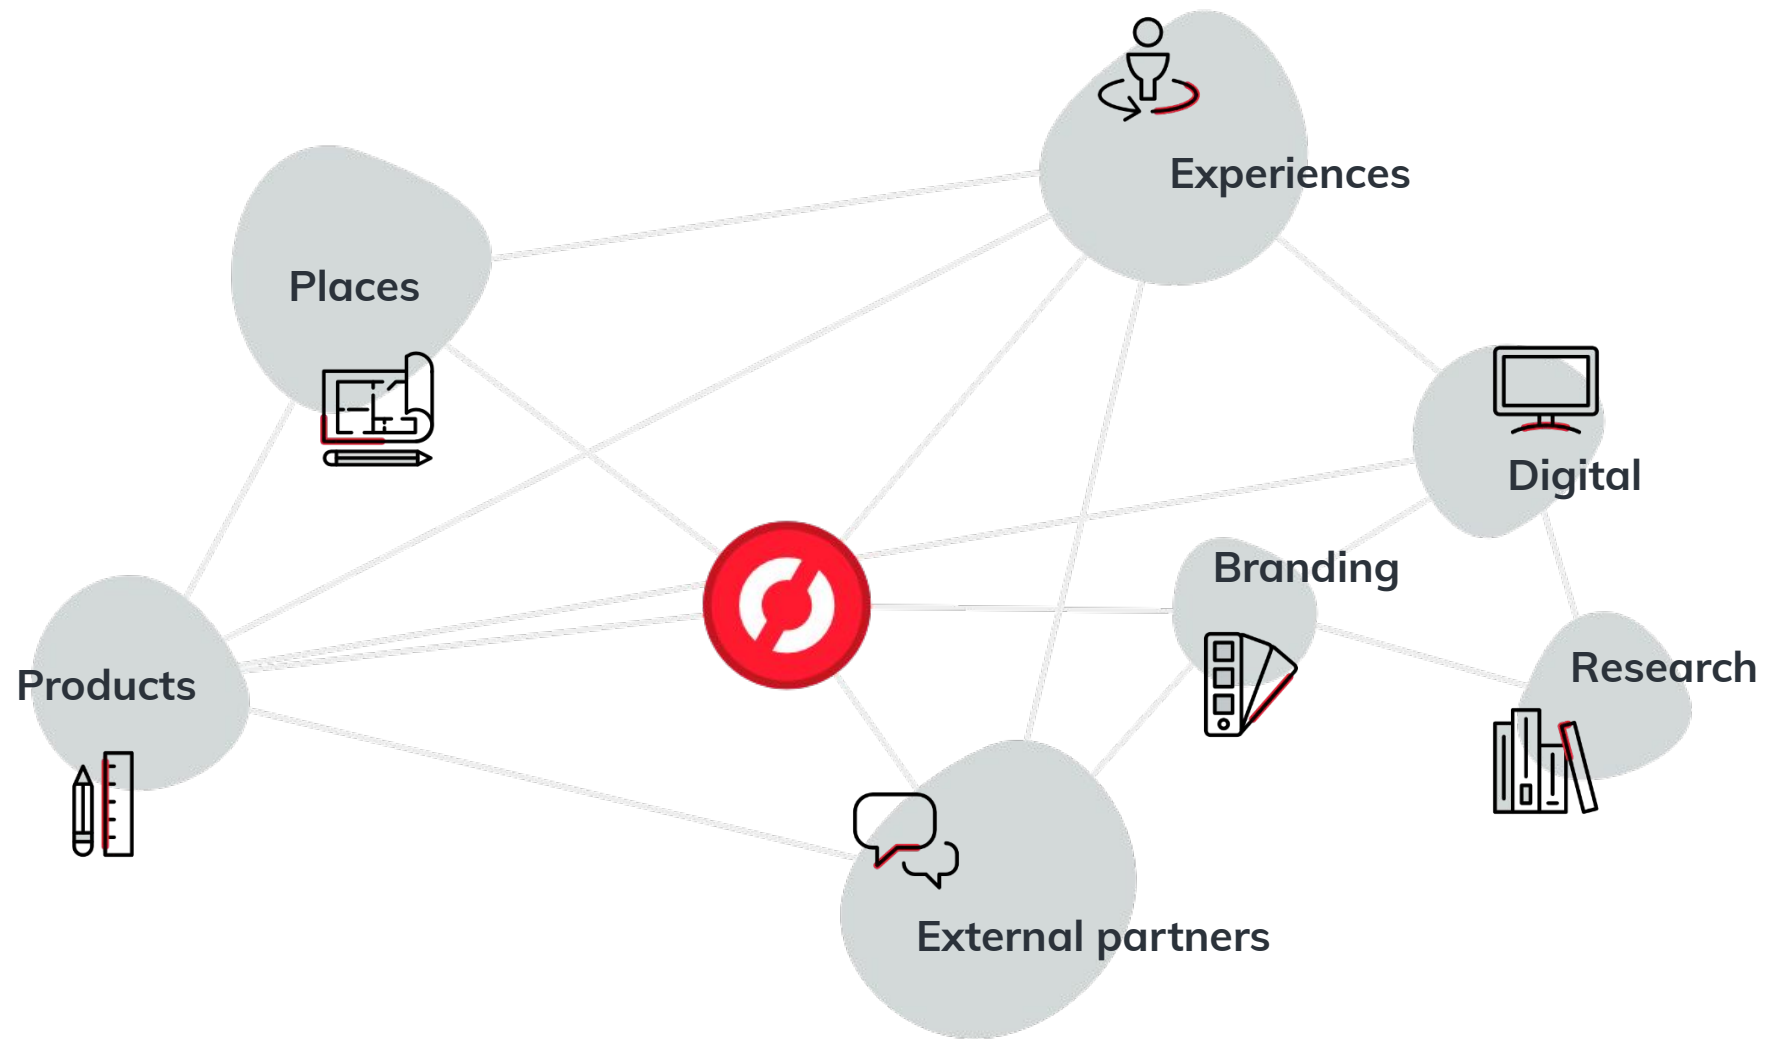 Experiences
Places
Digital
Branding
Research
Products
External partners